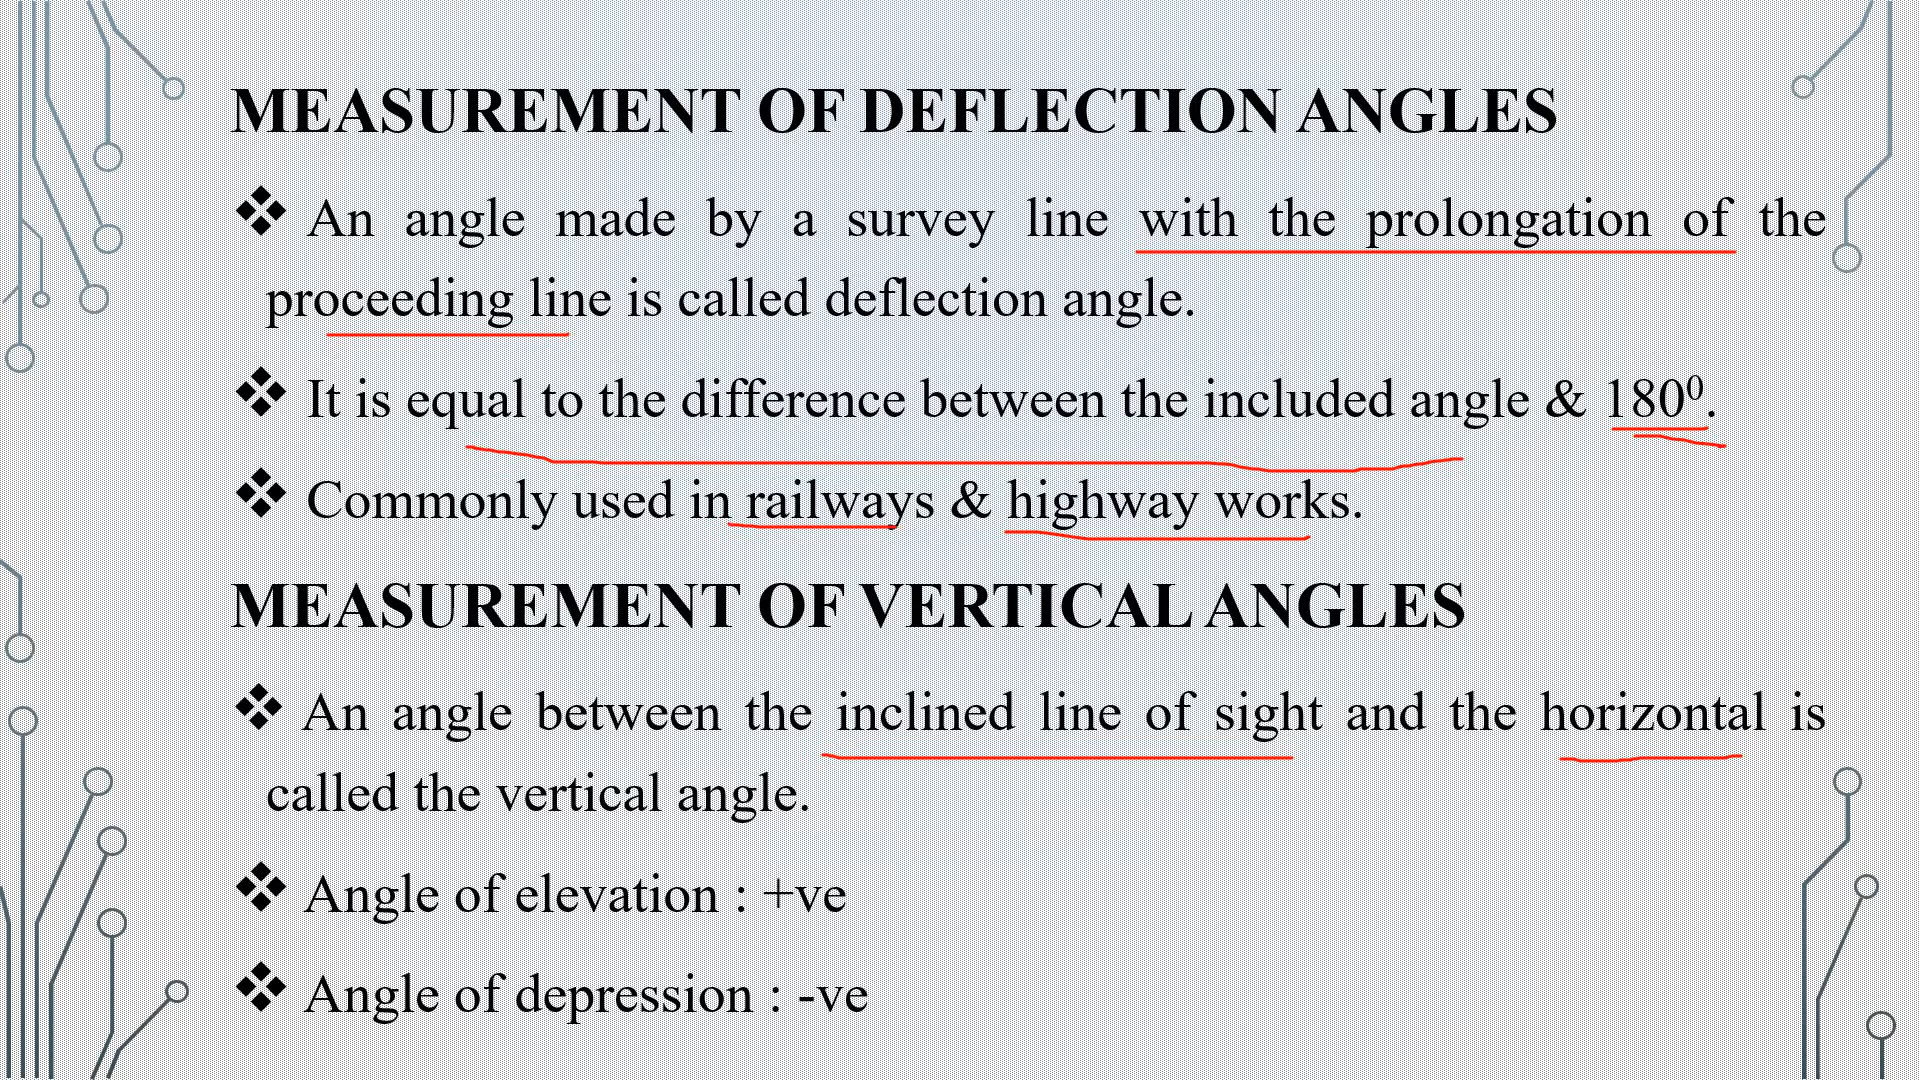 MEASUREMENT OF DEFLECTION ANGLES
❖ An angle made by a survey line with the prolongation of the
proceeding line is called deflection angle.
❖ It is equal to the difference between the included angle & 180⁰.
❖ Commonly used in railways & highway works.
MEASUREMENT OF VERTICAL ANGLES
❖ An angle between the inclined line of sight and the horizontal is
called the vertical angle.
❖ Angle of elevation : +ve
❖ Angle of depression : -ve